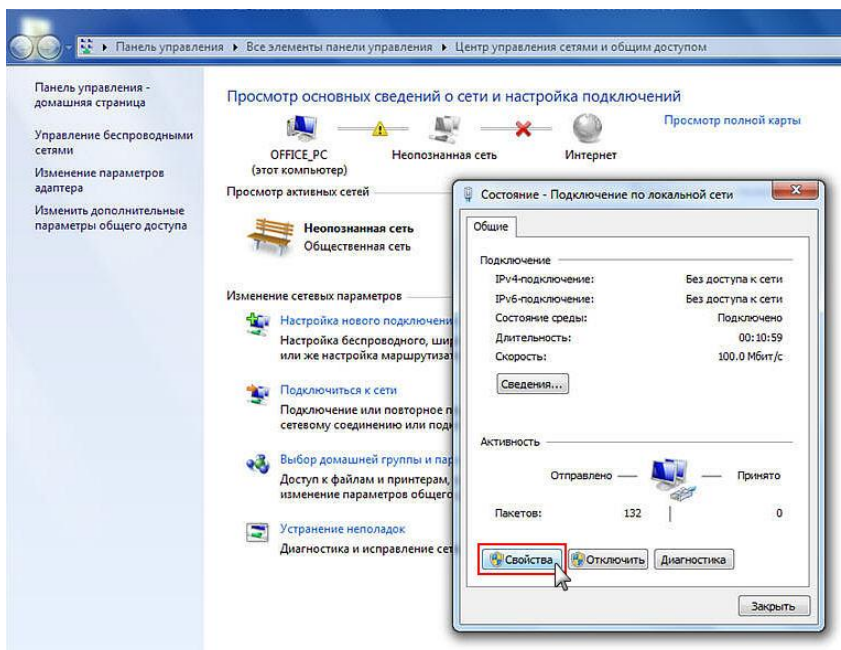 Панель управления ▸ Все элементы панели управления ▸ Центр управления сетями и общим доступом
Панель управления -
домашняя страница
Управление беспроводными
сетями
Изменение параметров
адаптера
Изменить дополнительные
параметры общего доступа
Просмотр основных сведений о сети и настройка подключений
Просмотр полной карты
OFFICE_PC
(этот компьютер)
Неопознанная сеть
Интернет
Просмотр активных сетей
Неопознанная сеть
Общественная сеть
Изменение сетевых параметров
Настройка нового подключени
Настройка беспроводного, шир
или же настройка маршрутиза
Подключиться к сети
Подключение или повторное п
сетевому соединению или под
Выбор домашней группы и пар
Доступ к файлам и принтерам,
изменение параметров общего
Устранение неполадок
Диагностика и исправление сет
Состояние - Подключение по локальной сети
Общие
Подключение
IPv4-подключение: Без доступа к сети
IPv6-подключение: Без доступа к сети
Состояние среды: Подключено
Длительность: 00:10:59
Скорость: 100.0 Мбит/с
Сведения...
Активность
Отправлено — — Принято
Пакетов: 132 | 0
Свойства Отключить Диагностика
Закрыть